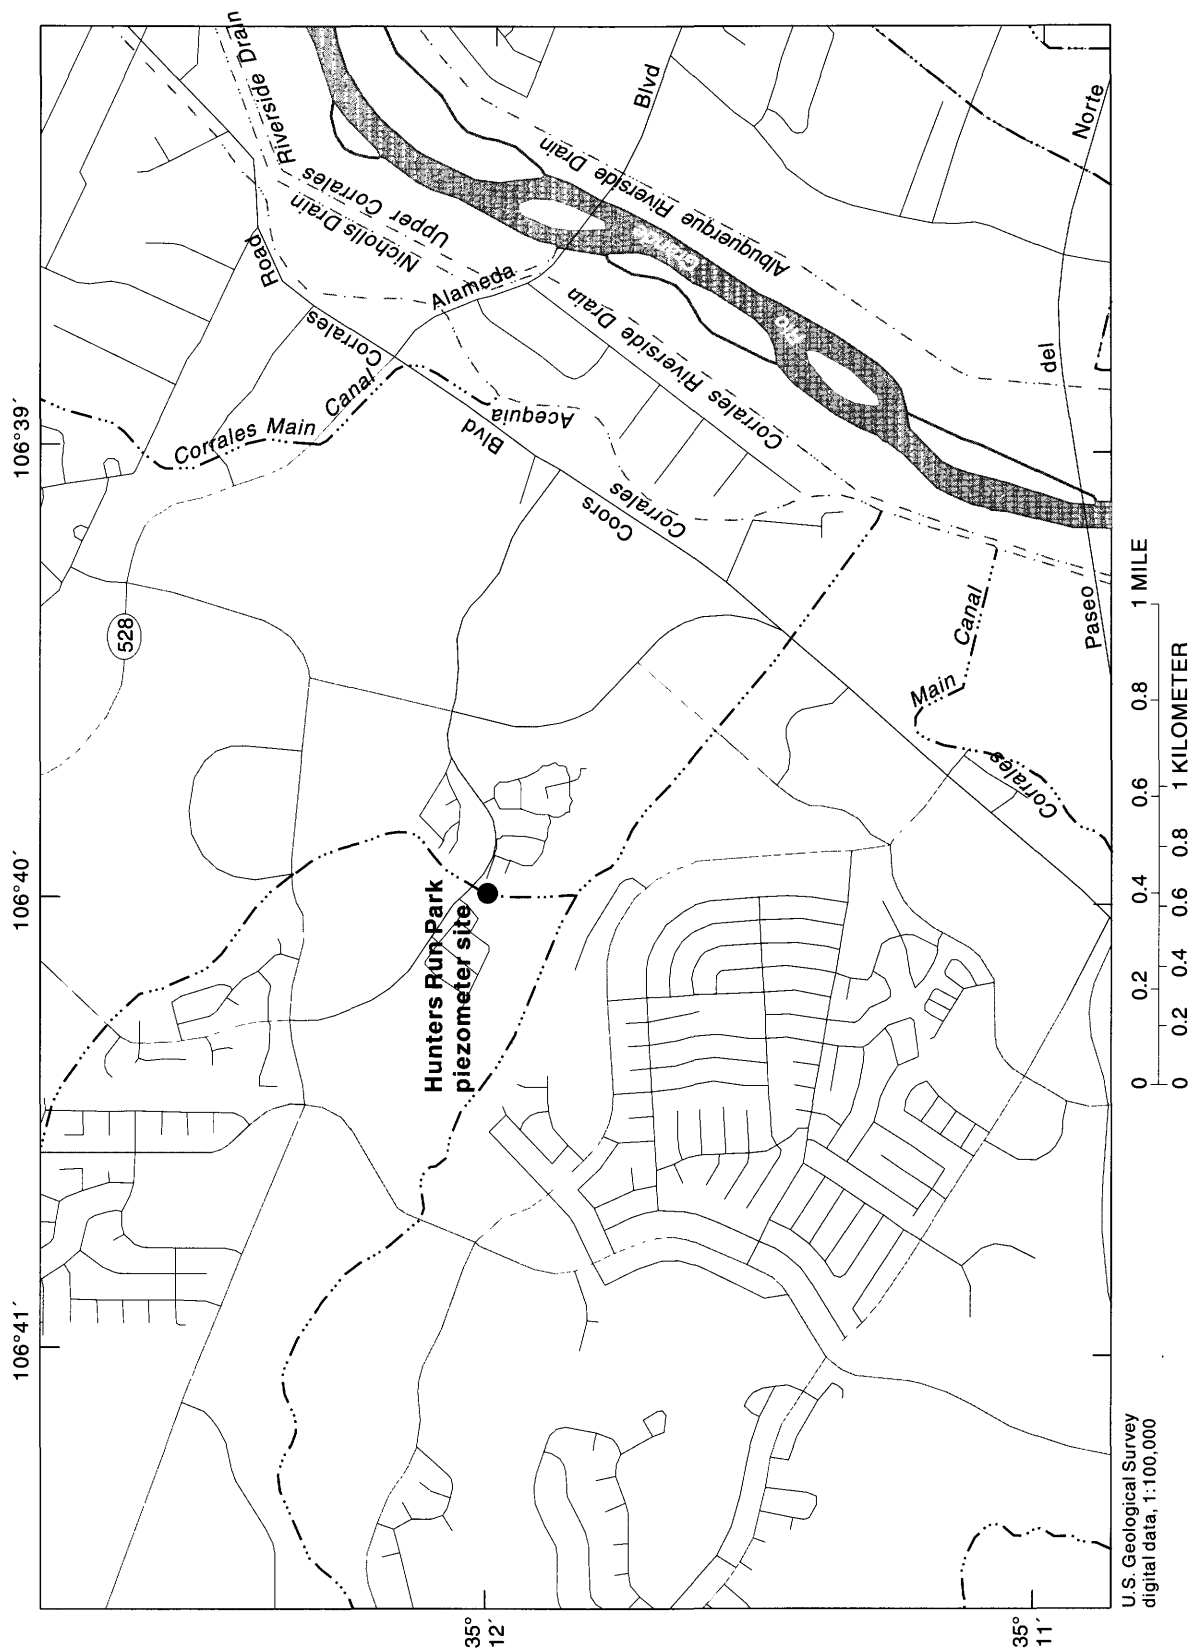 106°41´
106°40´
106°39´
35°
12´
35°
11´
528
Corrales Main
Canal
Corrales
Road
Riverside Drain
Upper Corrales
Nicholls Drain
Alameda
Blvd
Albuquerque Riverside Drain
Rio
Grande
Corrales Riverside Drain
Corrales
Acequia
Coors
Blvd
Hunters Run Park
piezometer site
Corrales
Main
Canal
Paseo
del
Norte
0 0.2 0.4 0.6 0.8 1 MILE
0 0.2 0.4 0.6 0.8 1 KILOMETER
U.S. Geological Survey
digital data, 1:100,000